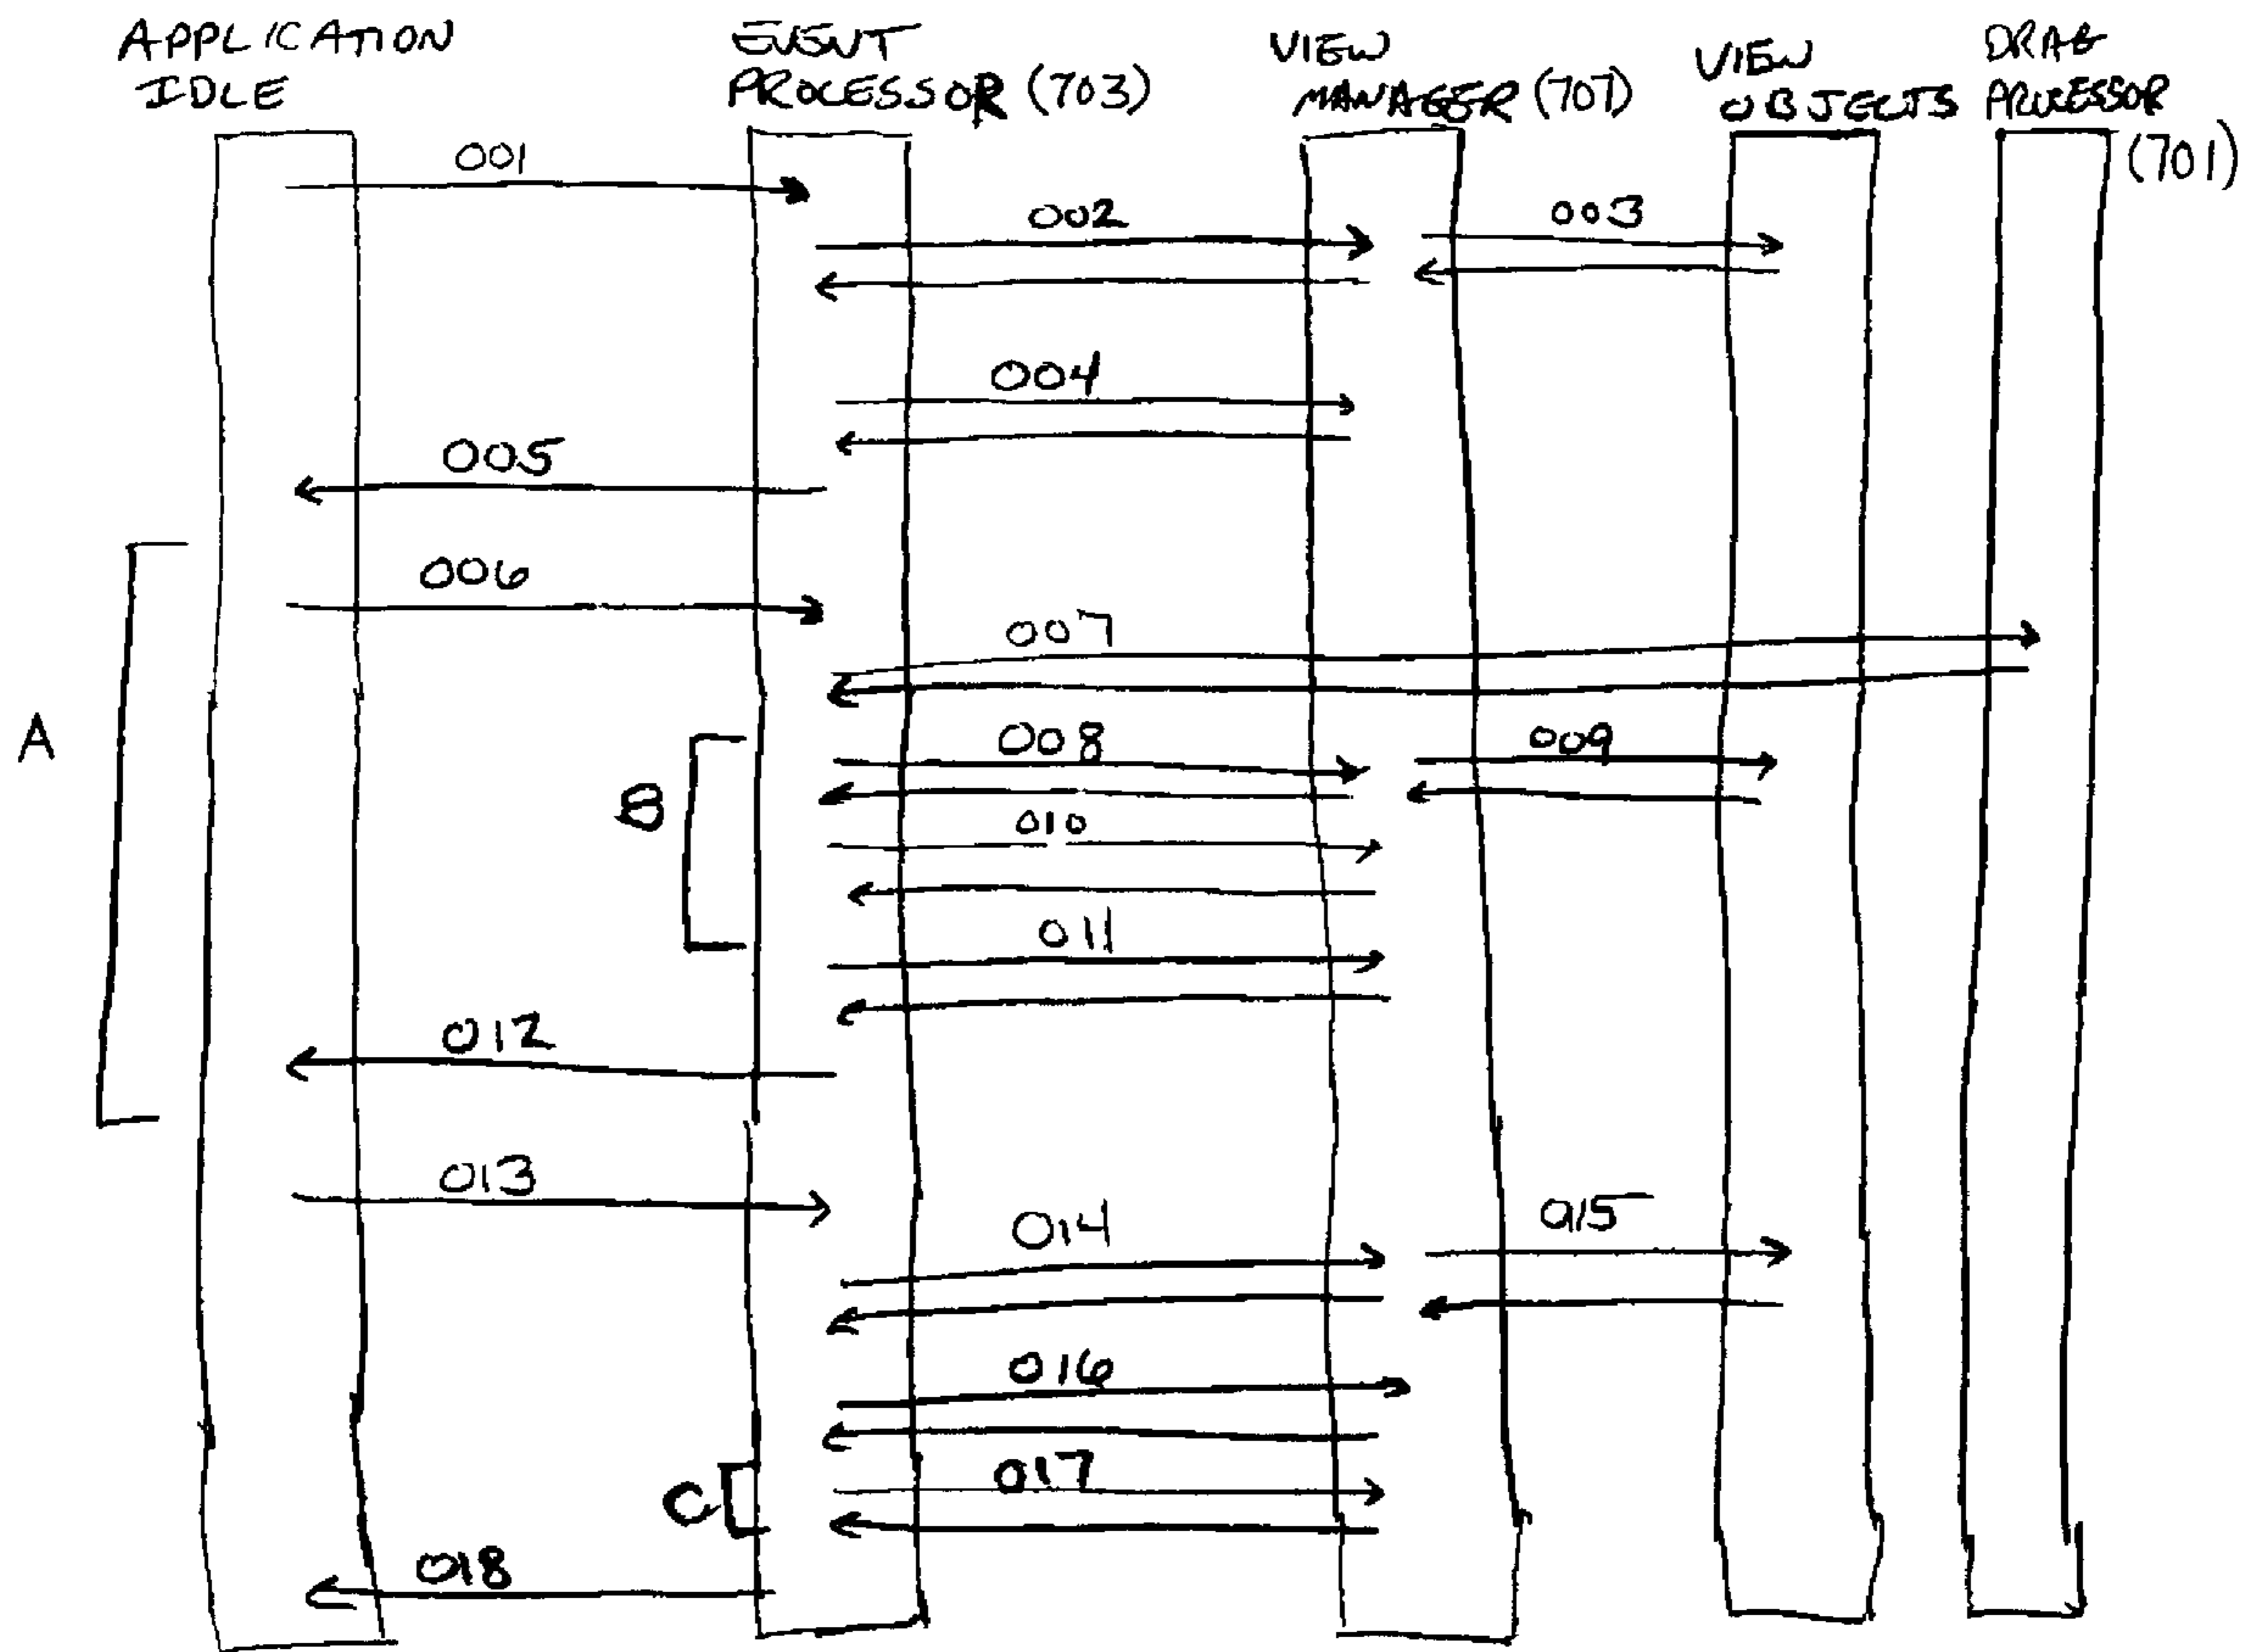 APPLICATION
IDLE
EVENT
PROCESSOR (703)
VIEW
MANAGER (707)
VIEW
OBJECTS
DRAG
PROCESSOR
(701)
001
002
003
004
005
006
007
A
008
009
B
010
011
012
013
014
015
016
017
C
018